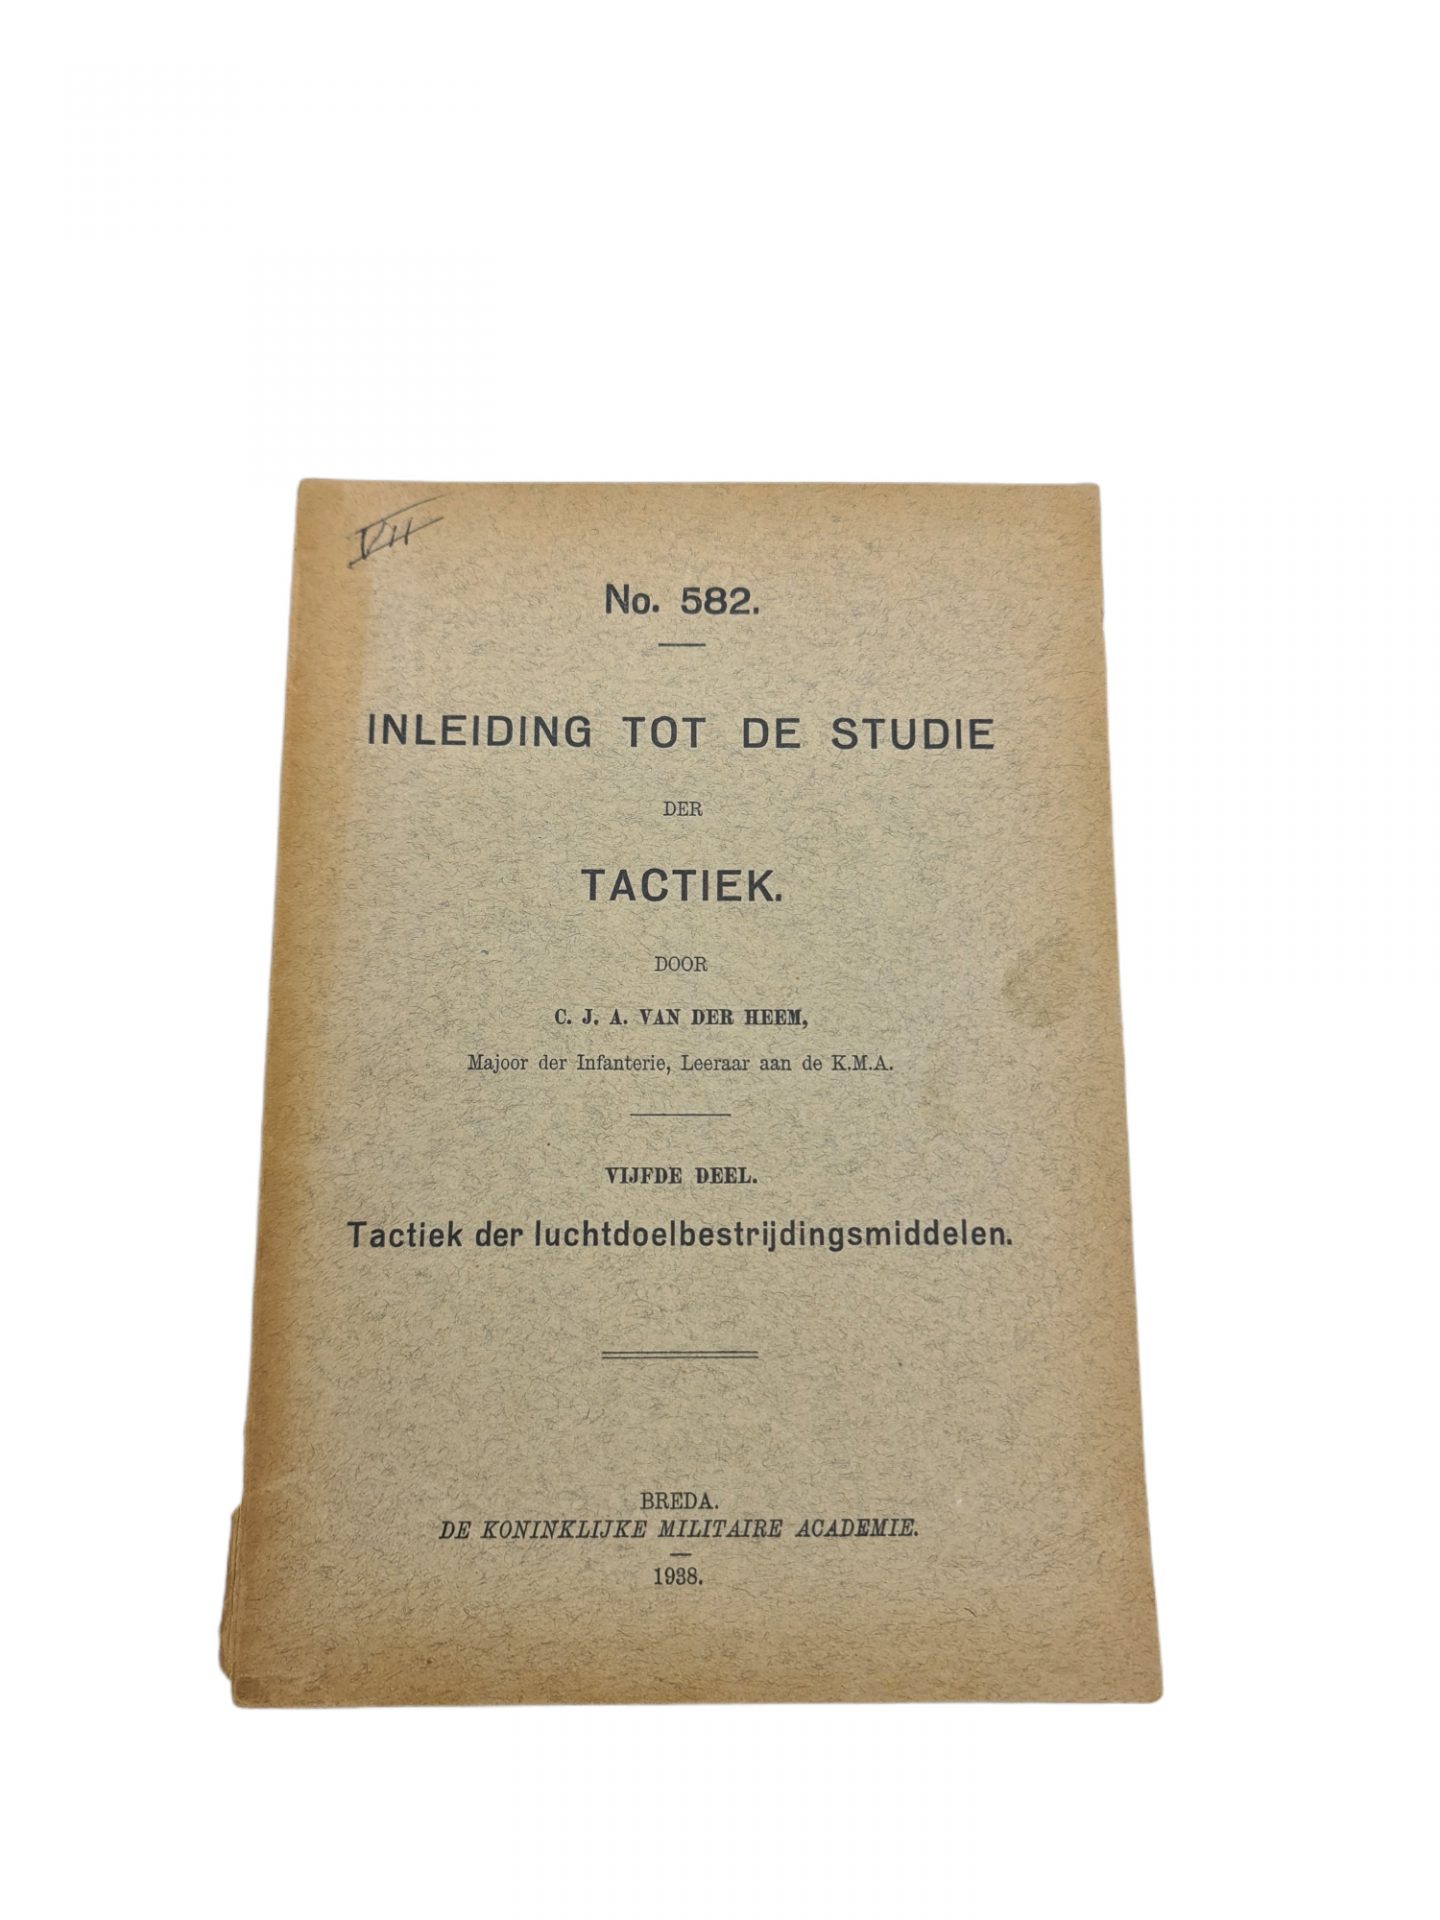 VII
No. 582.
INLEIDING TOT DE STUDIE
DER
TACTIEK.
DOOR
C. J. A. VAN DER HEEM,
Majoor der Infanterie, Leeraar aan de K.M.A.
VIJFDE DEEL.
Tactiek der luchtdoelbestrijdingsmiddelen.
BREDA.
DE KONINKLIJKE MILITAIRE ACADEMIE.
1938.